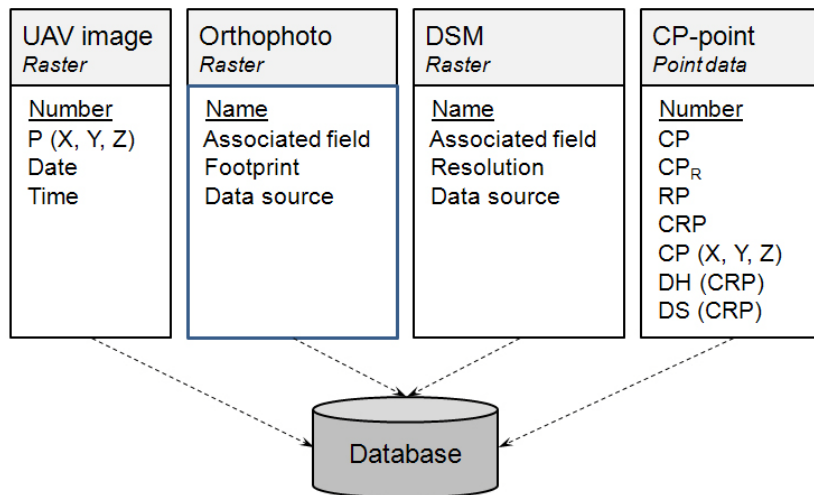 UAV image
Raster
Number
P (X, Y, Z)
Date
Time
Orthophoto
Raster
Name
Associated field
Footprint
Data source
DSM
Raster
Name
Associated field
Resolution
Data source
CP-point
Point data
Number
CP
CP_R
RP
CRP
CP (X, Y, Z)
DH (CRP)
DS (CRP)
Database